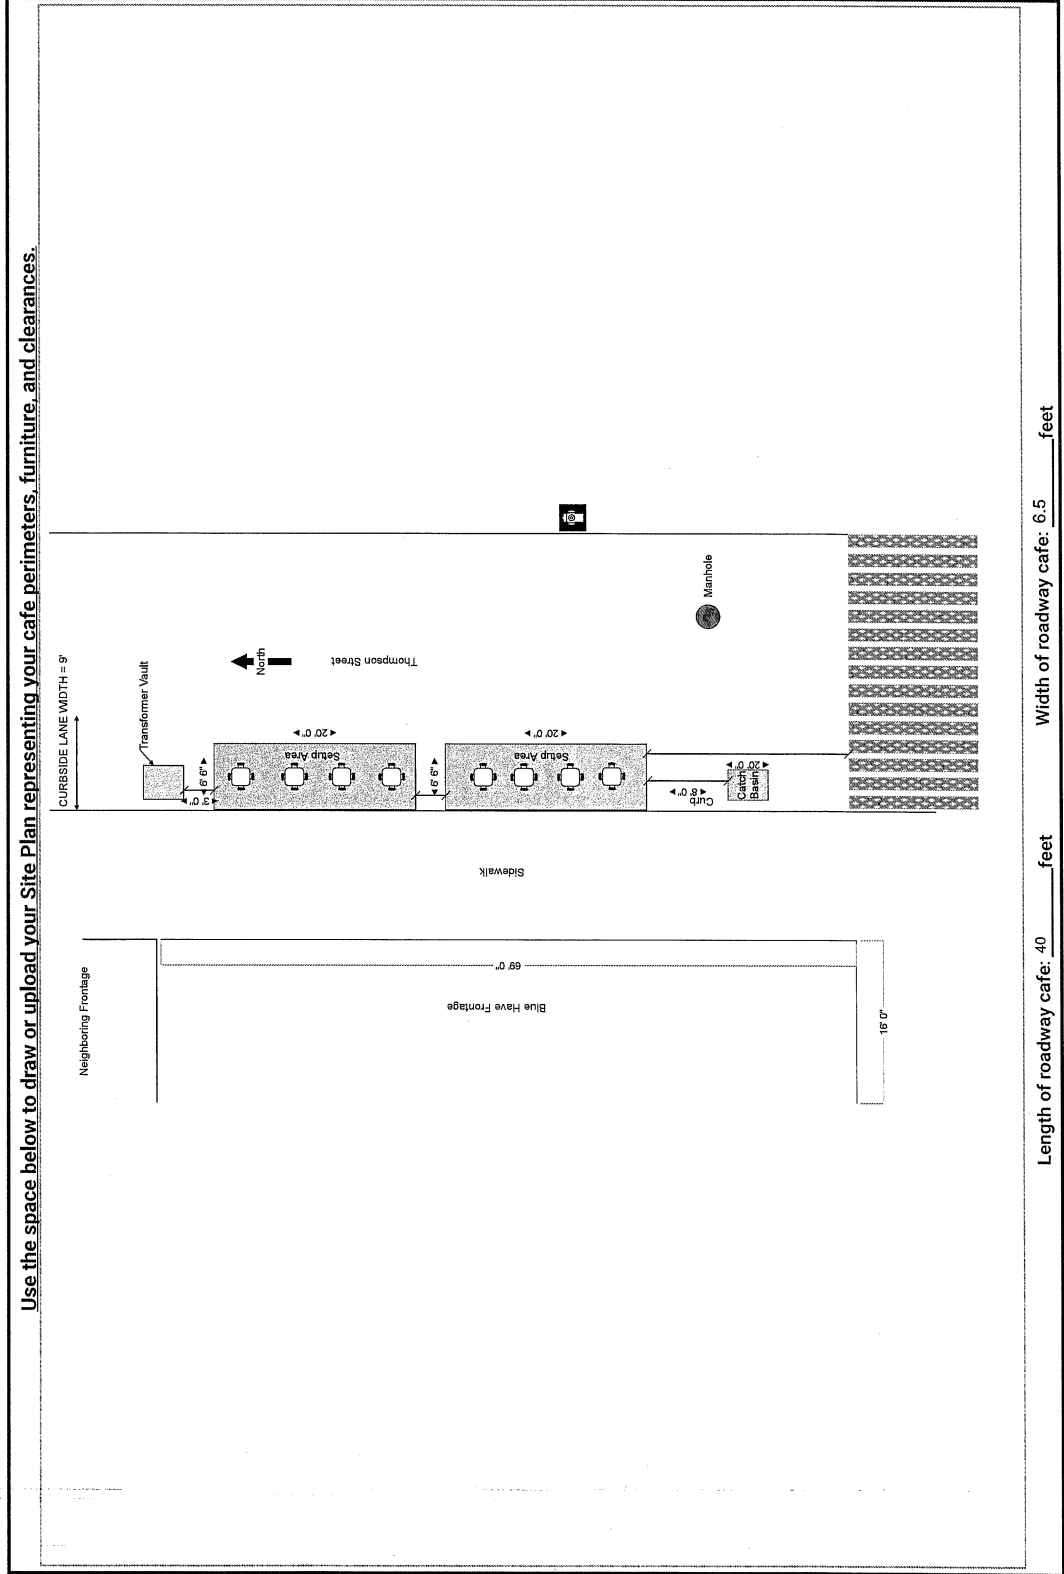 Use the space below to draw or upload your Site Plan representing your cafe perimeters, furniture, and clearances.
CURBSIDE LANE WIDTH = 9'
Transformer Vault
North
Thompson Street
Manhole
3' 0"
6' 6"
20' 0"
Setup Area
6' 6"
20' 0"
Setup Area
8' 0"
Curb
20' 0"
Catch
Basin
Sidewalk
Neighboring Frontage
69' 0"
Blue Have Frontage
16' 0"
Length of roadway cafe: 40 feet
Width of roadway cafe: 6.5 feet